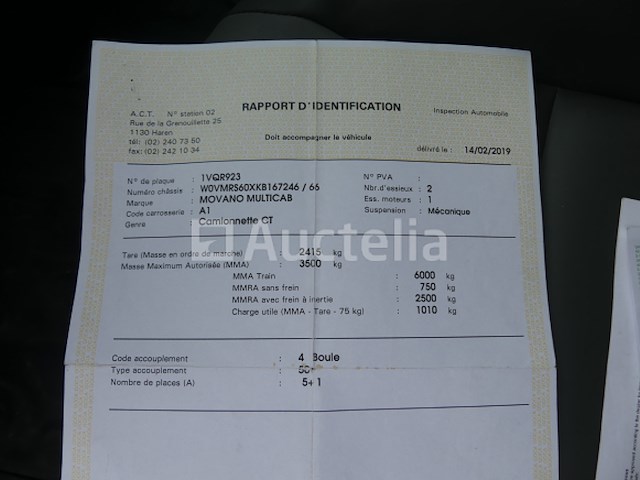 A.C.T. N° station 02
Rue de la Grenouillette 25
1130 Haren
tél: (02) 240 73 50
fax: (02) 242 10 34
RAPPORT D'IDENTIFICATION
Inspection Automobile
Doit accompagner le véhicule
délivré le : 14/02/2019
N° de plaque : 1VQR923
Numéro châssis : W0VMRS60XKB167246 / 66
Marque : MOVANO MULTICAB
Code carrosserie : A1
Genre : Camionnette CT
N° PVA :
Nbr.d'essieux : 2
Ess. moteurs : 1
Suspension : Mécanique
Auctelia
Tare (Masse en ordre de marche) : 2415 kg
Masse Maximum Autorisée (MMA) : 3500 kg
MMA Train : 6000 kg
MMRA sans frein : 750 kg
MMRA avec frein à inertie : 2500 kg
Charge utile (MMA - Tare - 75 kg) : 1010 kg
Code accouplement : 4 Boule
Type accouplement :
Nombre de places (A) : 5+1